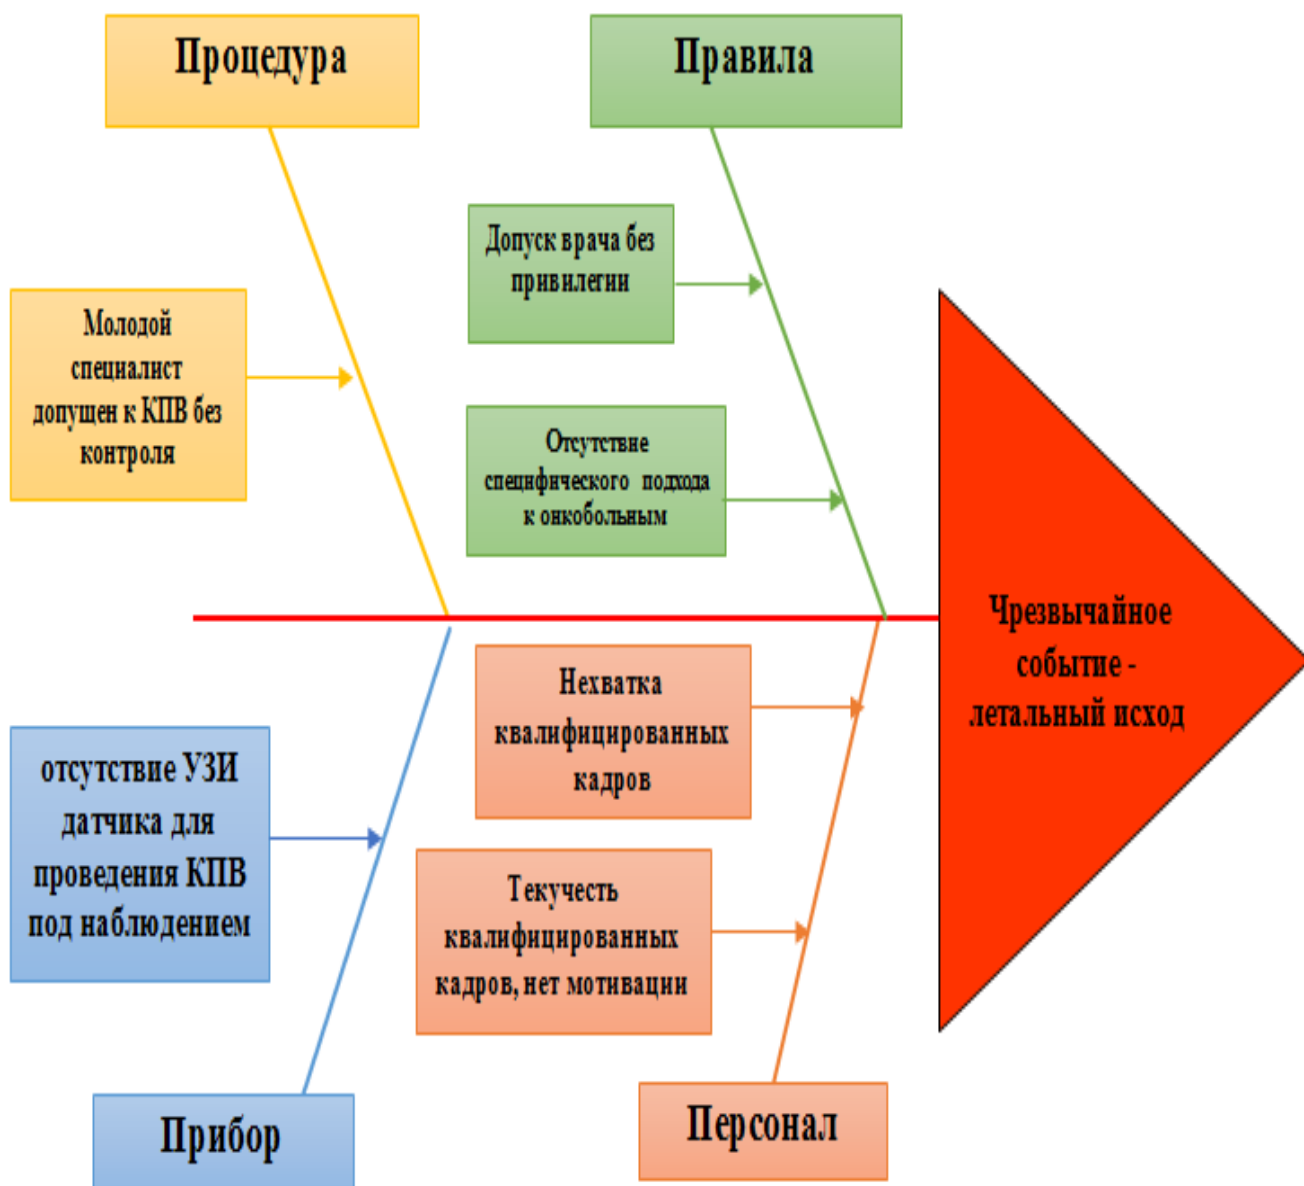 Процедура
Правила
Допуск врача без
привилегии
Молодой
специалист
допущен к КПВ без
контроля
Отсутствие
специфического подхода
к онкобольным
Чрезвычайное
событие -
летальный исход
Нехватка
квалифицированных
кадров
отсутствие УЗИ
датчика для
проведения КПВ
под наблюдением
Текучесть
квалифицированных
кадров, нет мотивации
Прибор
Персонал